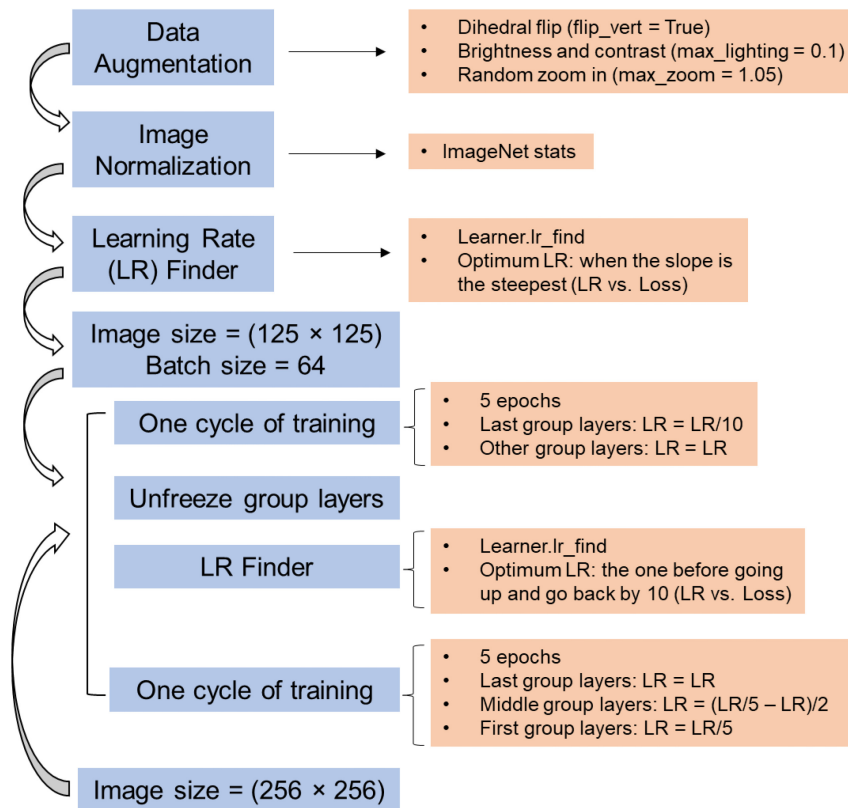 Data
Augmentation
• Dihedral flip (flip_vert = True)
• Brightness and contrast (max_lighting = 0.1)
• Random zoom in (max_zoom = 1.05)
Image
Normalization
• ImageNet stats
Learning Rate
(LR) Finder
• Learner.lr_find
• Optimum LR: when the slope is
the steepest (LR vs. Loss)
Image size = (125 × 125)
Batch size = 64
One cycle of training
• 5 epochs
• Last group layers: LR = LR/10
• Other group layers: LR = LR
Unfreeze group layers
LR Finder
• Learner.lr_find
• Optimum LR: the one before going
up and go back by 10 (LR vs. Loss)
One cycle of training
• 5 epochs
• Last group layers: LR = LR
• Middle group layers: LR = (LR/5 – LR)/2
• First group layers: LR = LR/5
Image size = (256 × 256)